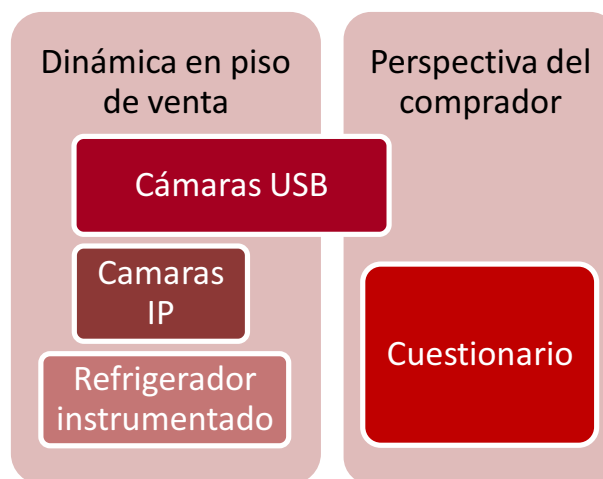 Dinámica en piso
de venta
Perspectiva del
comprador
Cámaras USB
Camaras
IP
Refrigerador
instrumentado
Cuestionario